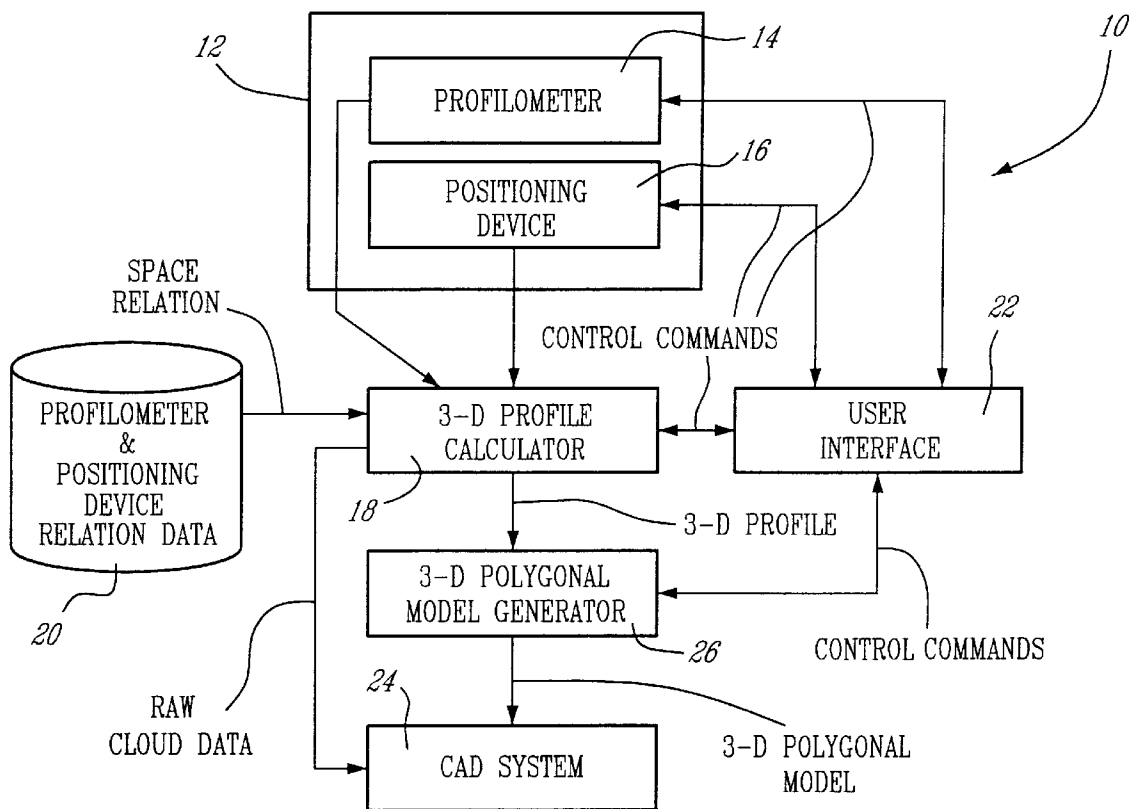 10
12
14
PROFILOMETER
16
POSITIONING
DEVICE
SPACE
RELATION
CONTROL COMMANDS
22
PROFILOMETER
&
POSITIONING
DEVICE
RELATION DATA
20
3-D PROFILE
CALCULATOR
18
USER
INTERFACE
3-D PROFILE
3-D POLYGONAL
MODEL GENERATOR
26
CONTROL COMMANDS
RAW
CLOUD DATA
24
CAD SYSTEM
3-D POLYGONAL
MODEL